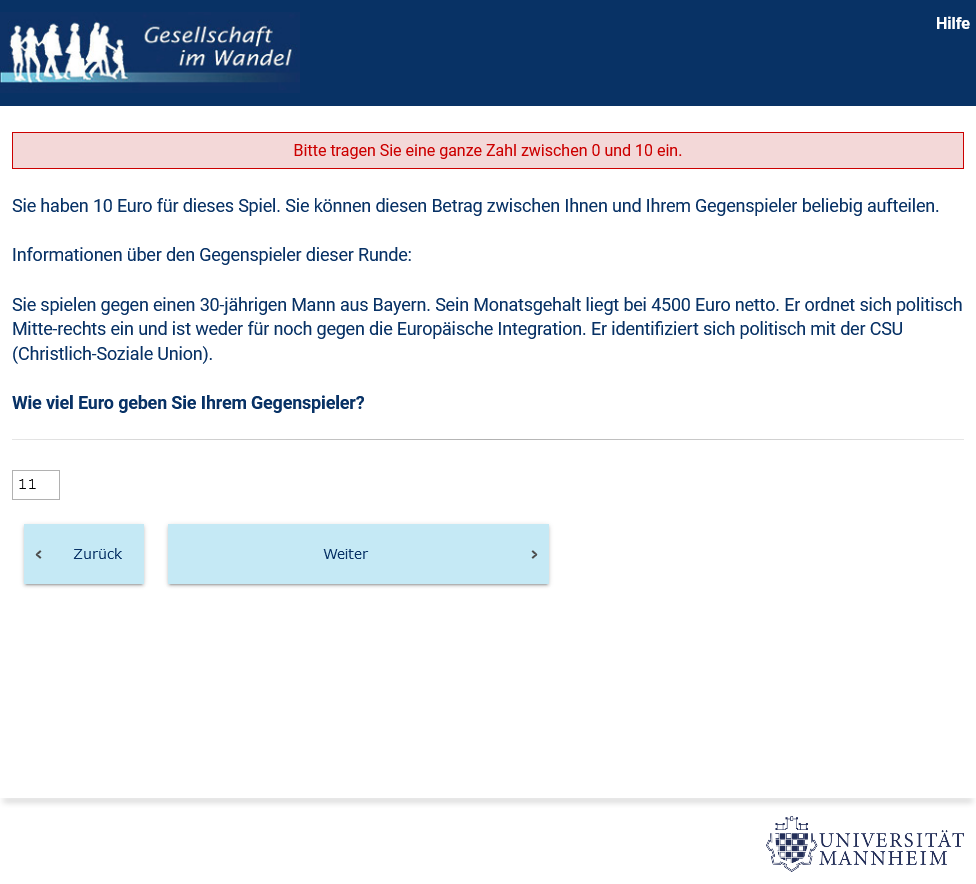 Hilfe
Gesellschaft
im Wandel
Bitte tragen Sie eine ganze Zahl zwischen 0 und 10 ein.
Sie haben 10 Euro für dieses Spiel. Sie können diesen Betrag zwischen Ihnen und Ihrem Gegenspieler beliebig aufteilen.
Informationen über den Gegenspieler dieser Runde:
Sie spielen gegen einen 30-jährigen Mann aus Bayern. Sein Monatsgehalt liegt bei 4500 Euro netto. Er ordnet sich politisch
Mitte-rechts ein und ist weder für noch gegen die Europäische Integration. Er identifiziert sich politisch mit der CSU
(Christlich-Soziale Union).
Wie viel Euro geben Sie Ihrem Gegenspieler?
11
‹ Zurück Weiter ›
UNIVERSITÄT
MANNHEIM